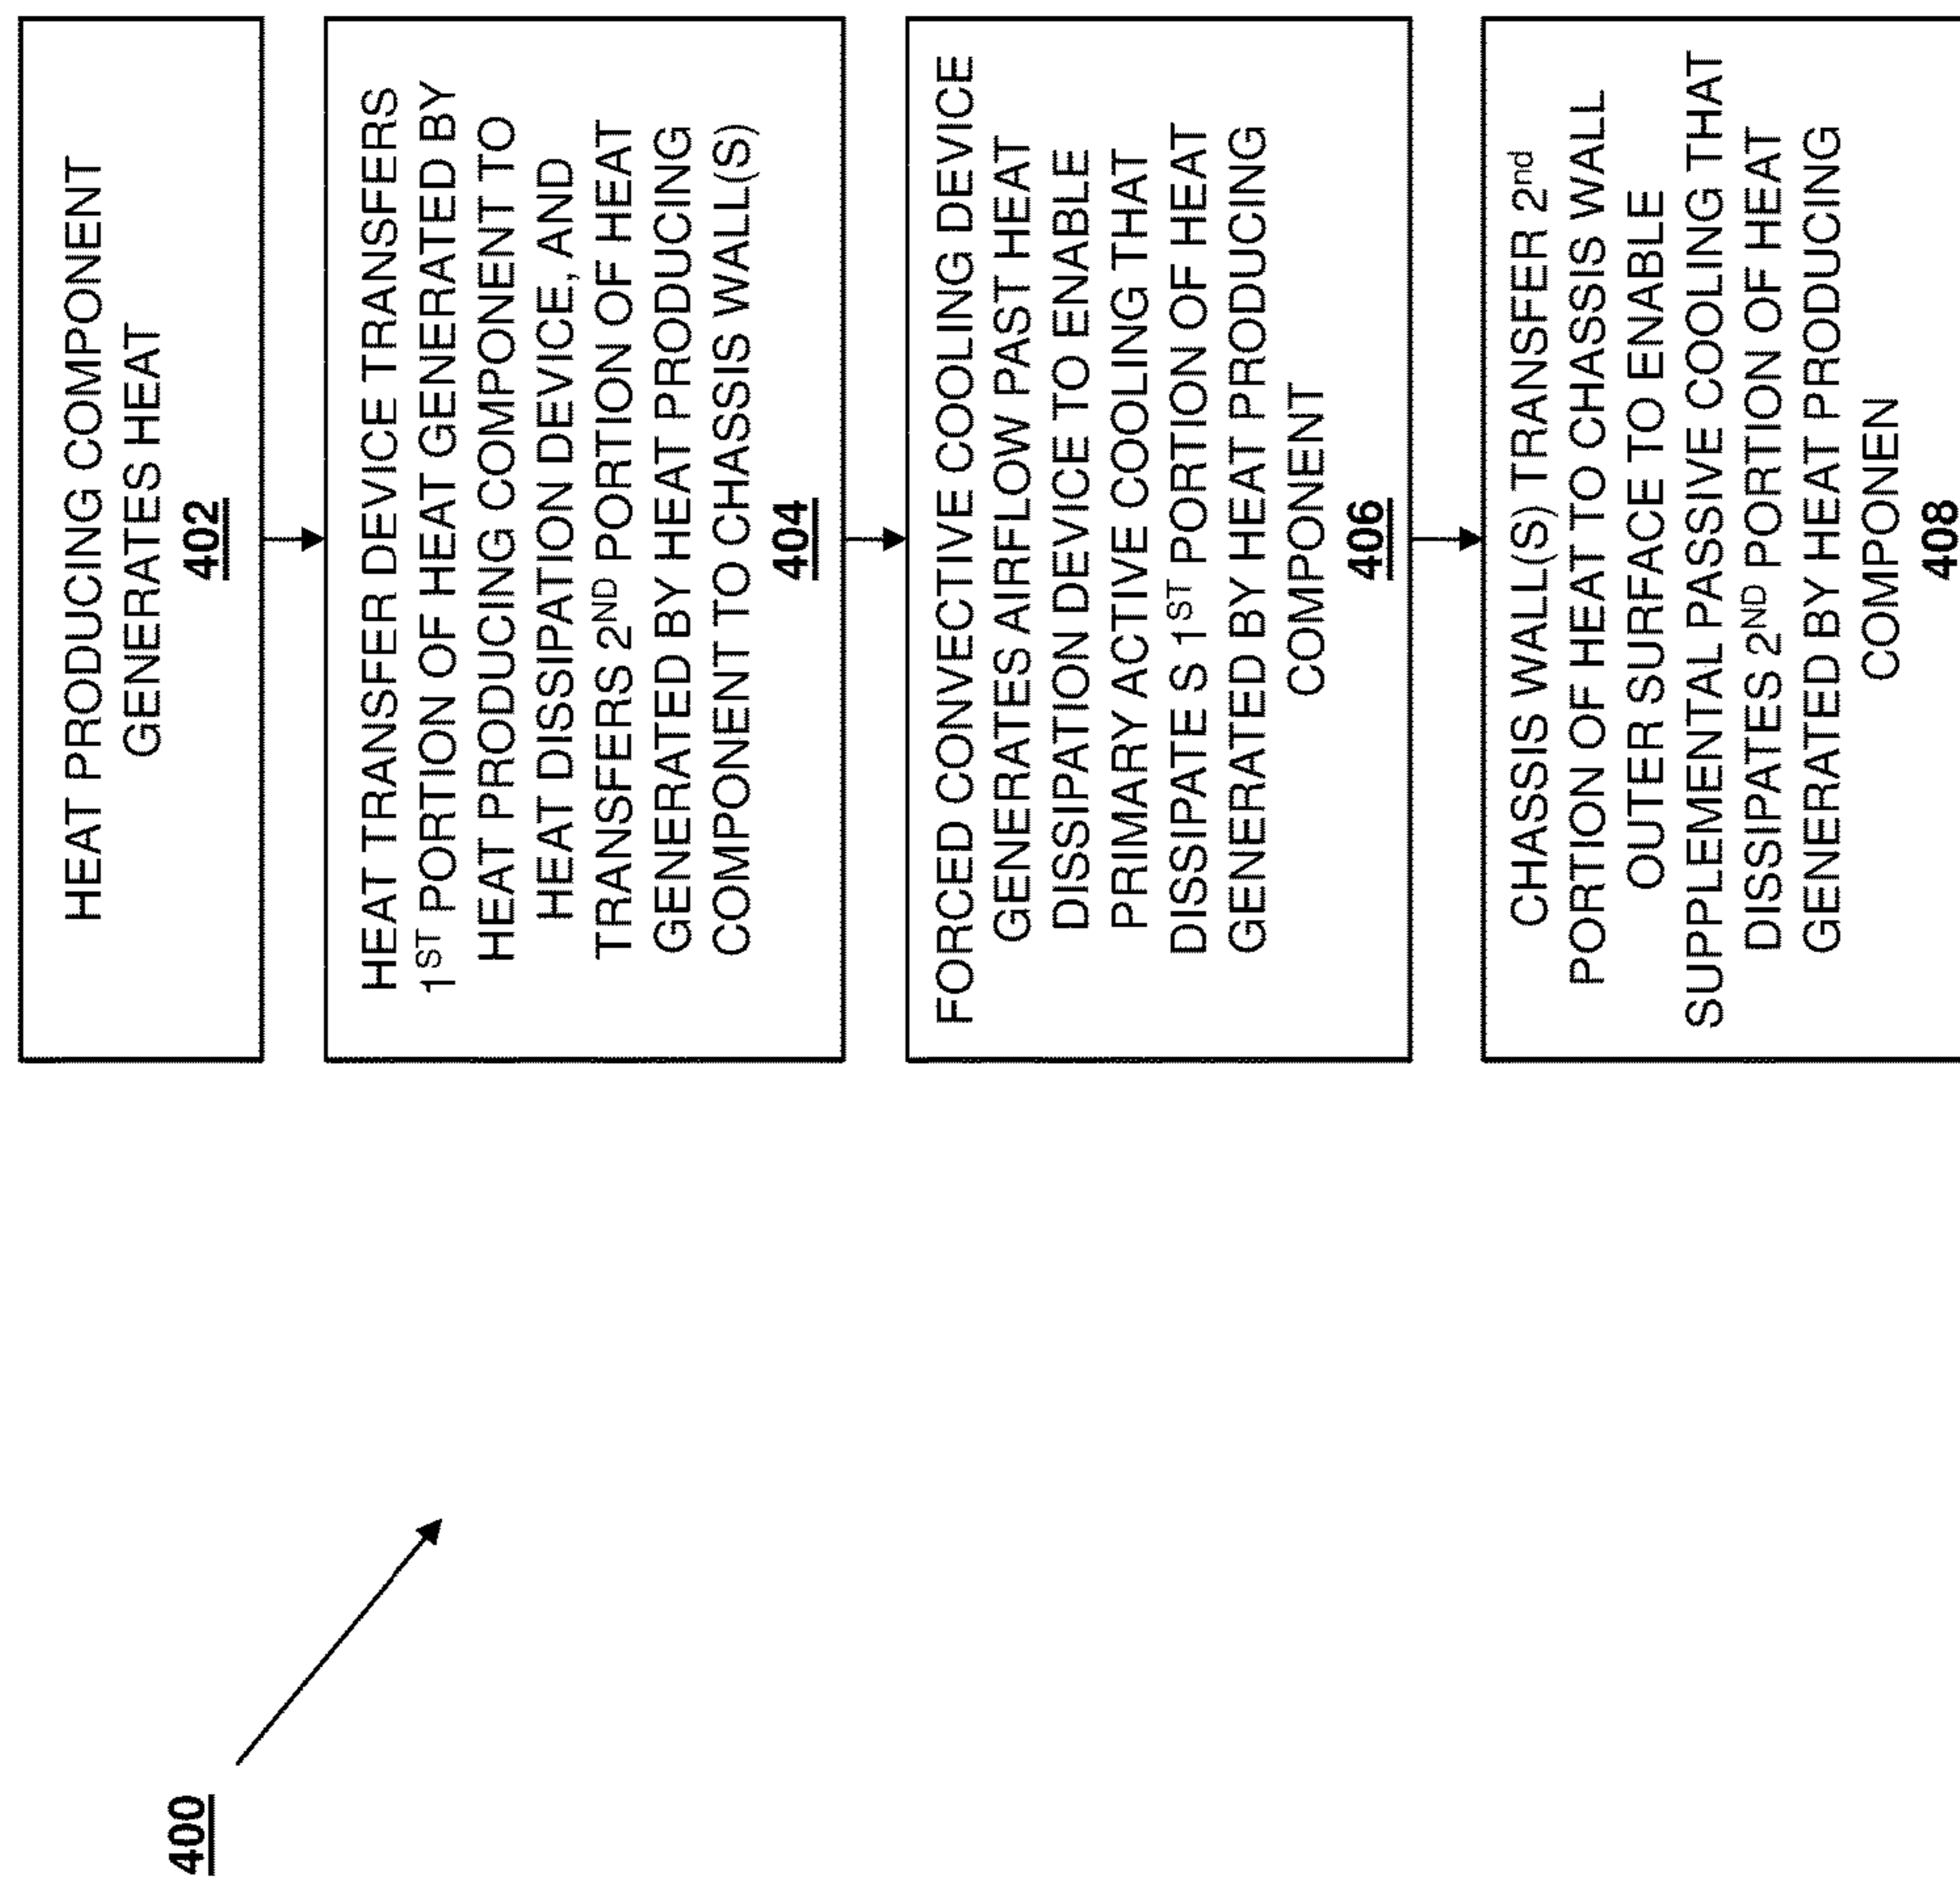 400
HEAT PRODUCING COMPONENT
GENERATES HEAT
402
HEAT TRANSFER DEVICE TRANSFERS
1ST PORTION OF HEAT GENERATED BY
HEAT PRODUCING COMPONENT TO
HEAT DISSIPATION DEVICE, AND
TRANSFERS 2ND PORTION OF HEAT
GENERATED BY HEAT PRODUCING
COMPONENT TO CHASSIS WALL(S)
404
FORCED CONVECTIVE COOLING DEVICE
GENERATES AIRFLOW PAST HEAT
DISSIPATION DEVICE TO ENABLE
PRIMARY ACTIVE COOLING THAT
DISSIPATE S 1ST PORTION OF HEAT
GENERATED BY HEAT PRODUCING
COMPONENT
406
CHASSIS WALL(S) TRANSFER 2nd
PORTION OF HEAT TO CHASSIS WALL
OUTER SURFACE TO ENABLE
SUPPLEMENTAL PASSIVE COOLING THAT
DISSIPATES 2ND PORTION OF HEAT
GENERATED BY HEAT PRODUCING
COMPONEN
408